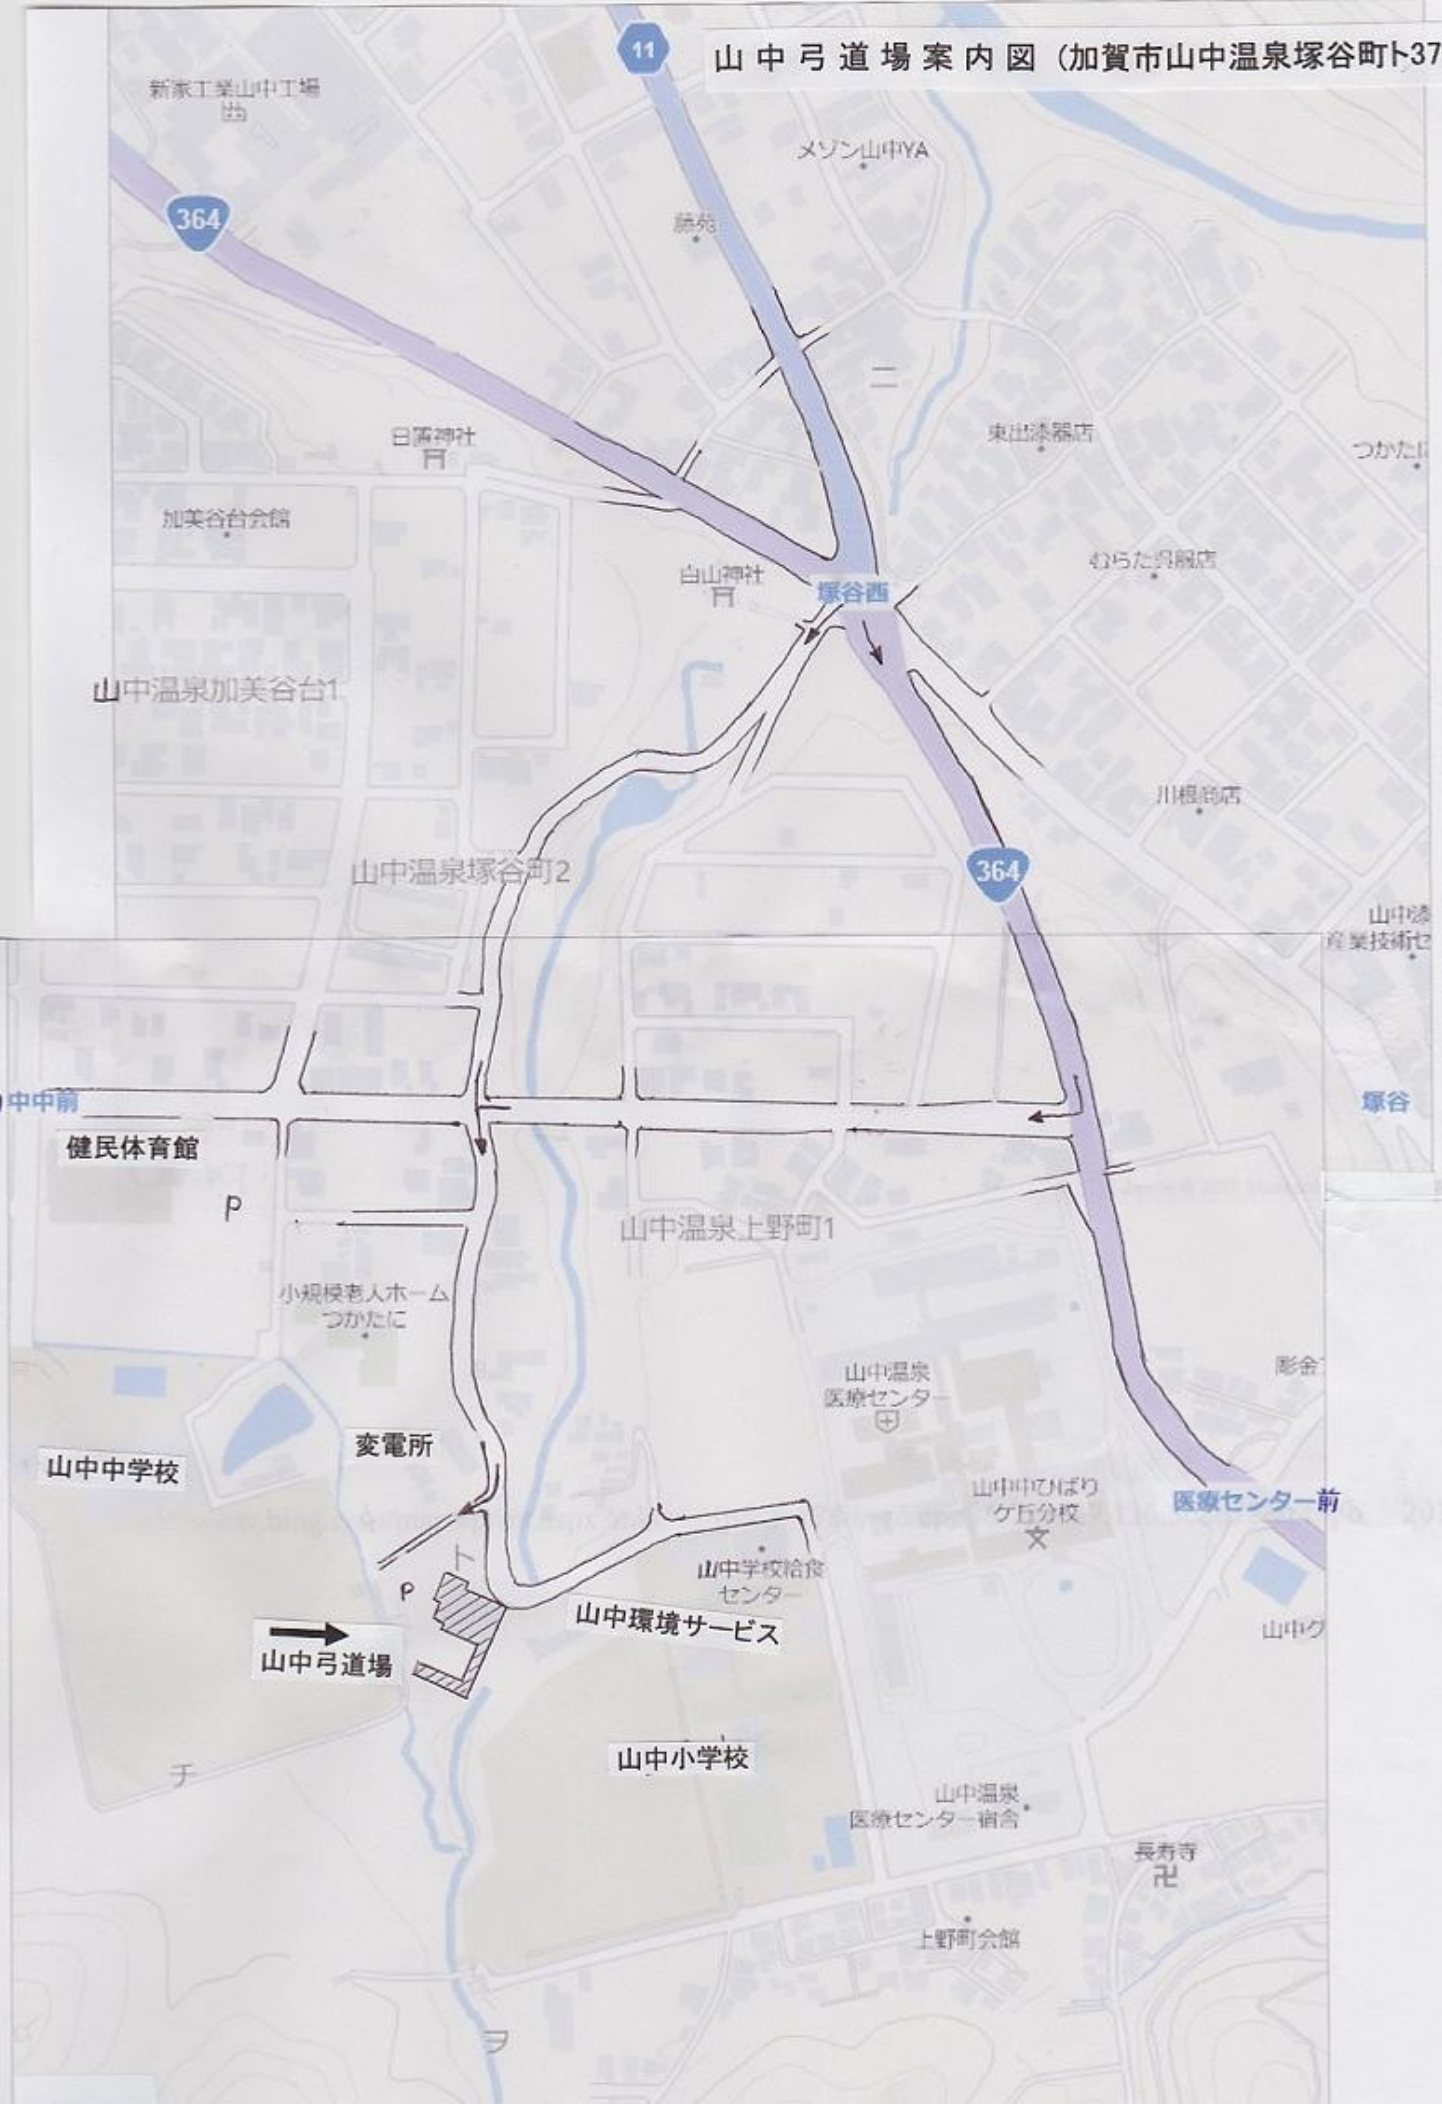 11
山中弓道場案内図 (加賀市山中温泉塚谷町ト37
新家工業山中工場
メゾン山中YA
364
藤苑
二
日置神社
東出漆器店
つかたに
加美谷台会館
むらた呉服店
白山神社
塚谷西
山中温泉加美谷台1
川根商店
山中温泉塚谷町2
364
山中漆
産業技術セ
中中前
塚谷
健民体育館
P
山中温泉上野町1
小規模老人ホーム
つかたに
彫金
山中温泉
医療センター
変電所
山中中学校
山中中ひばり
ケ丘分校
医療センター前
ト
山中学校給食
センター
P
山中環境サービス
山中グ
山中弓道場
山中小学校
チ
山中温泉
医療センター宿舎
長寿寺
上野町会館
ヲ